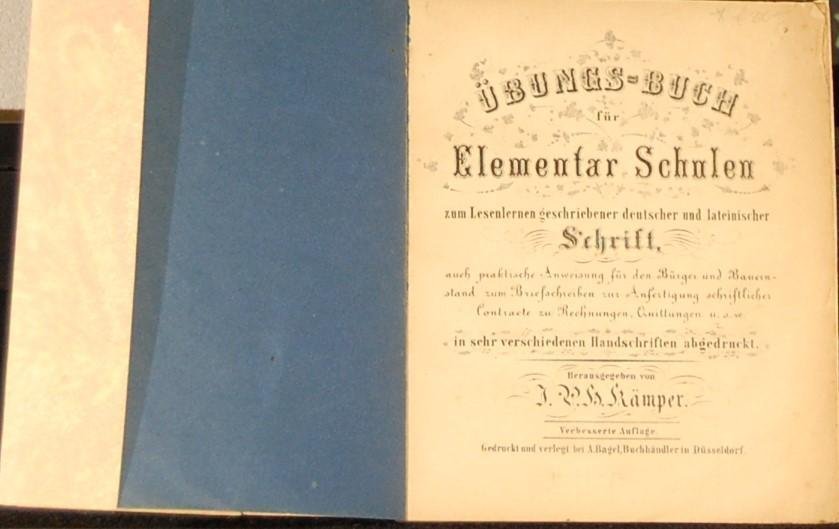 ÜBUNGS=BUCH
für
Elementar Schulen
zum Lesenlernen geschriebener deutscher und lateinischer
Schrift,
auch praktische Anweisung für den Bürger und Bauern-
stand zum Briefschreiben zur Anfertigung schriftlicher
Contracte zu Rechnungen, Quittungen u. s. w.
in sehr verschiedenen Handschriften abgedruckt.
Herausgegeben von
J. P. H. Kämper.
Verbesserte Auflage.
Gedruckt und verlegt bei A. Bagel, Buchhändler in Düsseldorf.